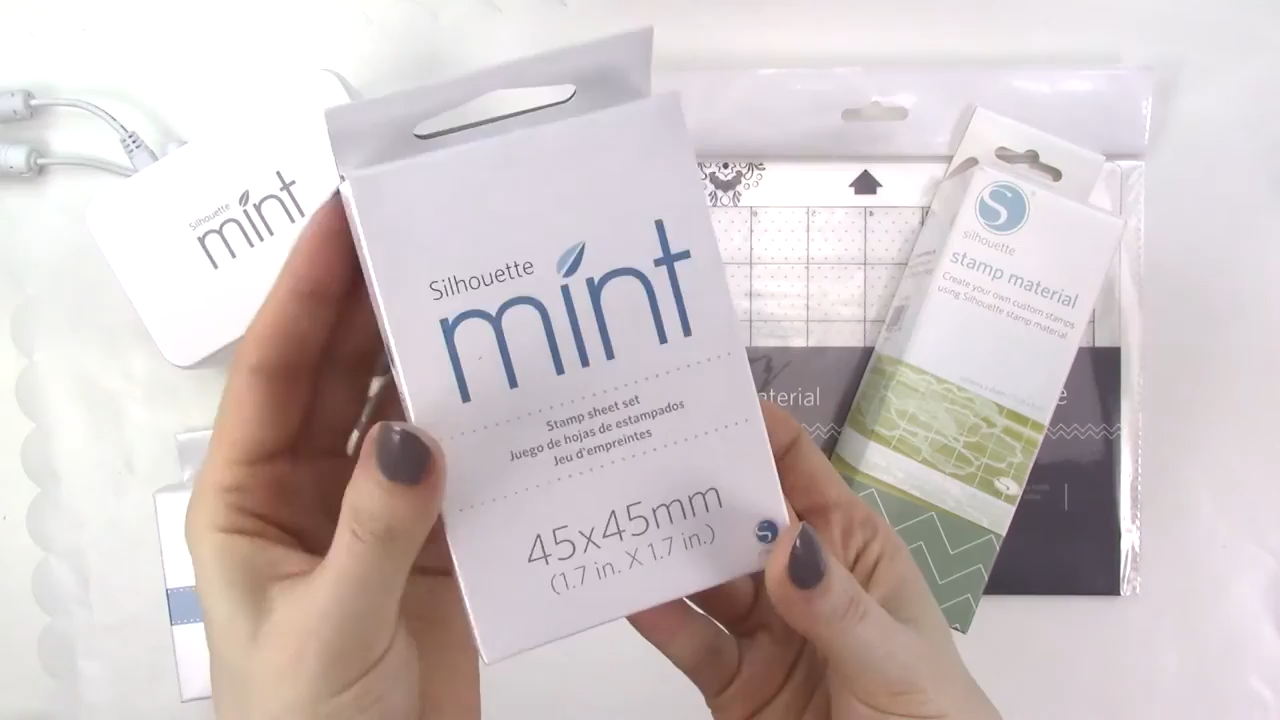 Silhouette
mint
Silhouette
mint
Stamp sheet set
Juego de hojas de estampados
Jeu d'empreintes
45x45mm
(1.7 in. X 1.7 in.)
S
S
silhouette
stamp material
Create your own custom stamps
using Silhouette stamp material
material